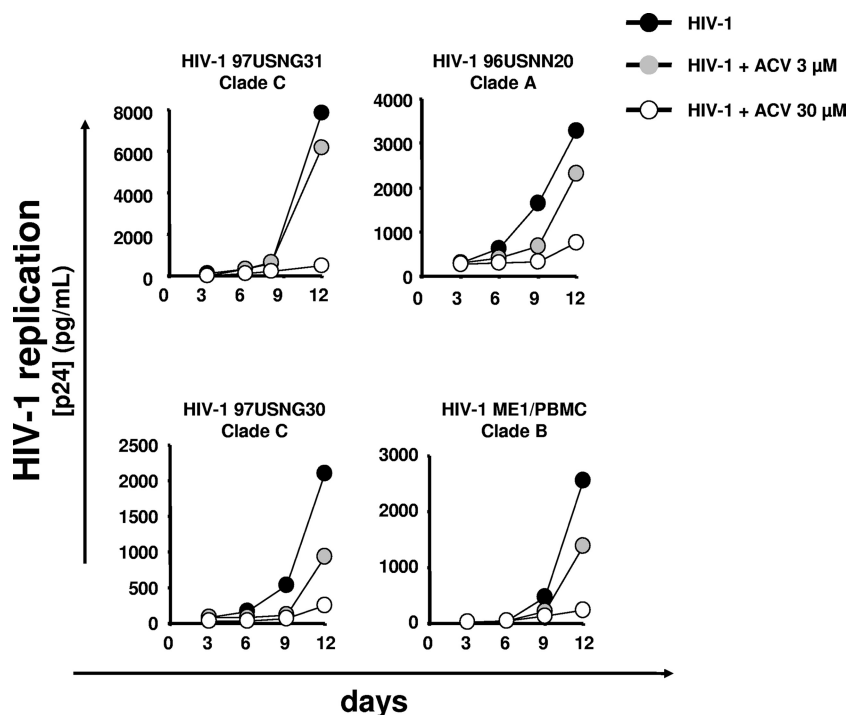 HIV-1
HIV-1 + ACV 3 µM
HIV-1 + ACV 30 µM
HIV-1 replication
[p24] (pg/mL)
HIV-1 97USNG31
Clade C
8000
6000
4000
2000
0
0 3 6 9 12
HIV-1 96USNN20
Clade A
4000
3000
2000
1000
0
0 3 6 9 12
HIV-1 97USNG30
Clade C
2500
2000
1500
1000
500
0
0 3 6 9 12
HIV-1 ME1/PBMC
Clade B
3000
2000
1000
0
0 3 6 9 12
days